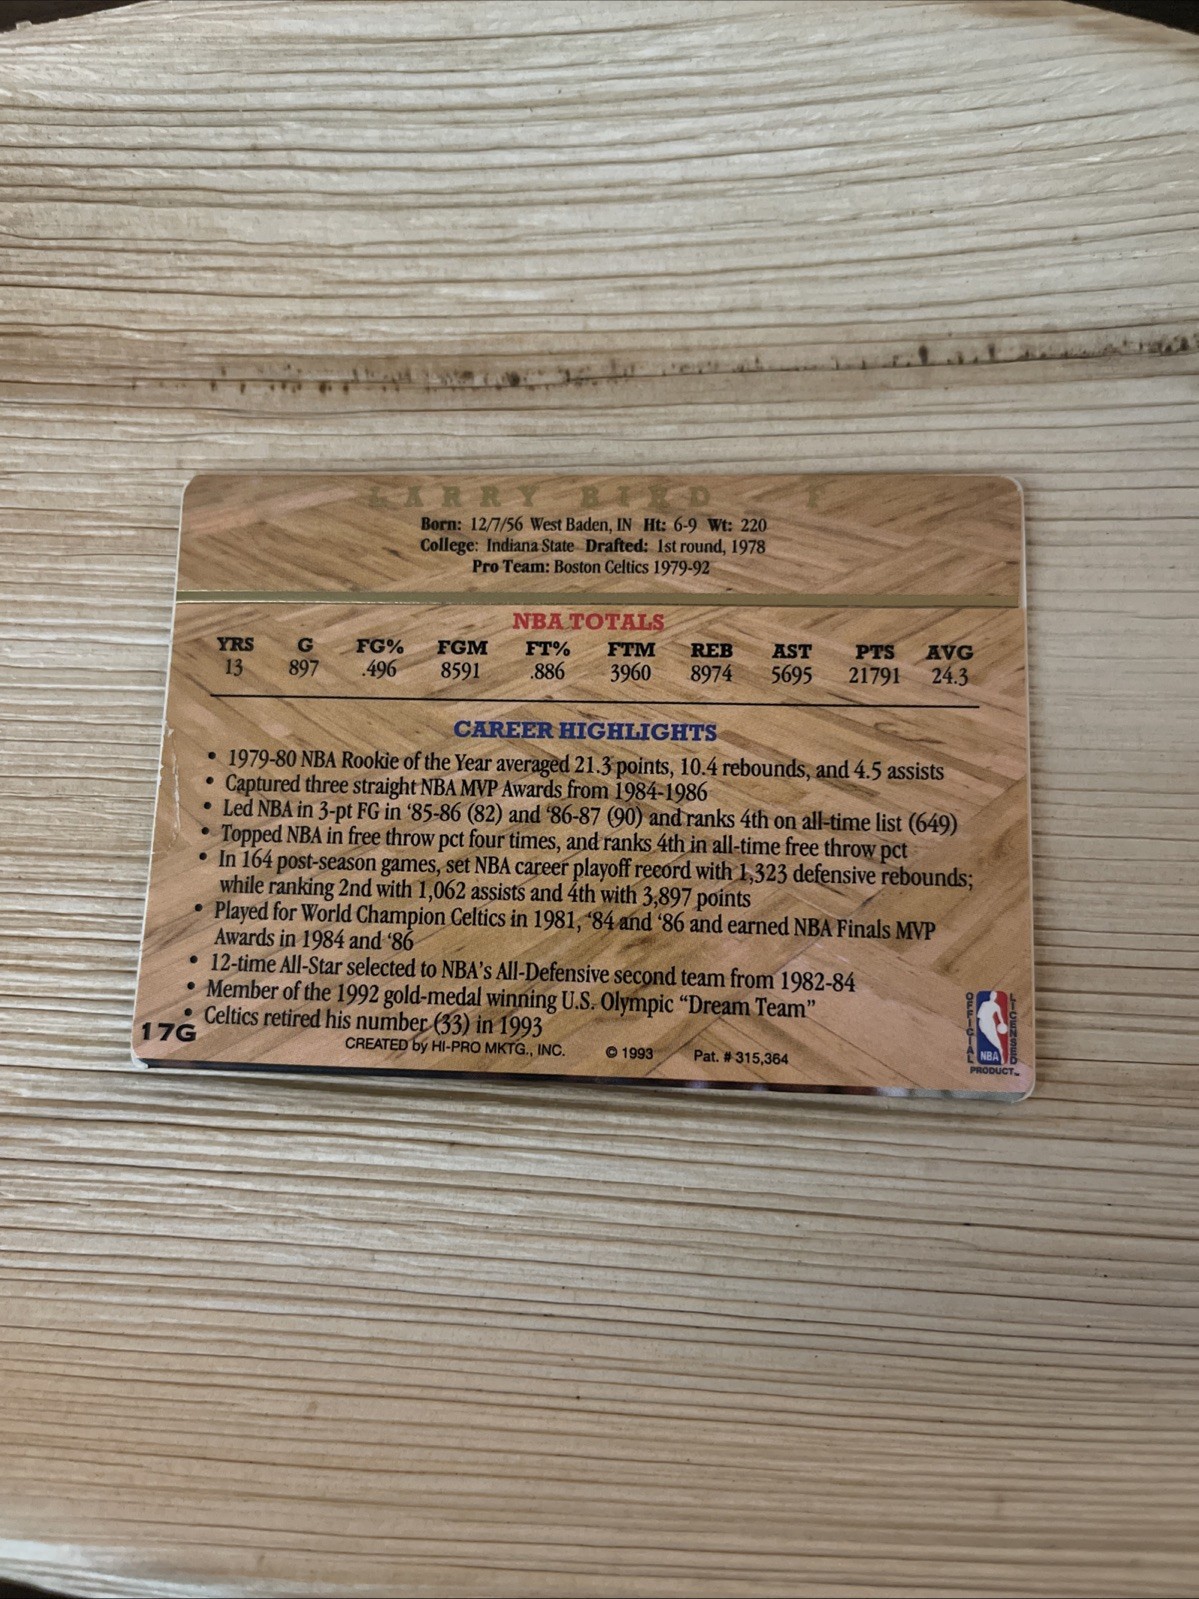 LARRY BIRD - F
Born: 12/7/56 West Baden, IN Ht: 6-9 Wt: 220
College: Indiana State Drafted: 1st round, 1978
Pro Team: Boston Celtics 1979-92
NBA TOTALS
YRS G FG% FGM FT% FTM REB AST PTS AVG
13 897 .496 8591 .886 3960 8974 5695 21791 24.3
CAREER HIGHLIGHTS
• 1979-80 NBA Rookie of the Year averaged 21.3 points, 10.4 rebounds, and 4.5 assists
• Captured three straight NBA MVP Awards from 1984-1986
• Led NBA in 3-pt FG in ‘85-86 (82) and ‘86-87 (90) and ranks 4th on all-time list (649)
• Topped NBA in free throw pct four times, and ranks 4th in all-time free throw pct
• In 164 post-season games, set NBA career playoff record with 1,323 defensive rebounds;
while ranking 2nd with 1,062 assists and 4th with 3,897 points
• Played for World Champion Celtics in 1981, ‘84 and ‘86 and earned NBA Finals MVP
Awards in 1984 and ‘86
• 12-time All-Star selected to NBA's All-Defensive second team from 1982-84
• Member of the 1992 gold-medal winning U.S. Olympic “Dream Team”
• Celtics retired his number (33) in 1993
17G
CREATED by HI-PRO MKTG., INC. © 1993 Pat. # 315,364
OFFICIAL LICENSED
NBA
PRODUCT™